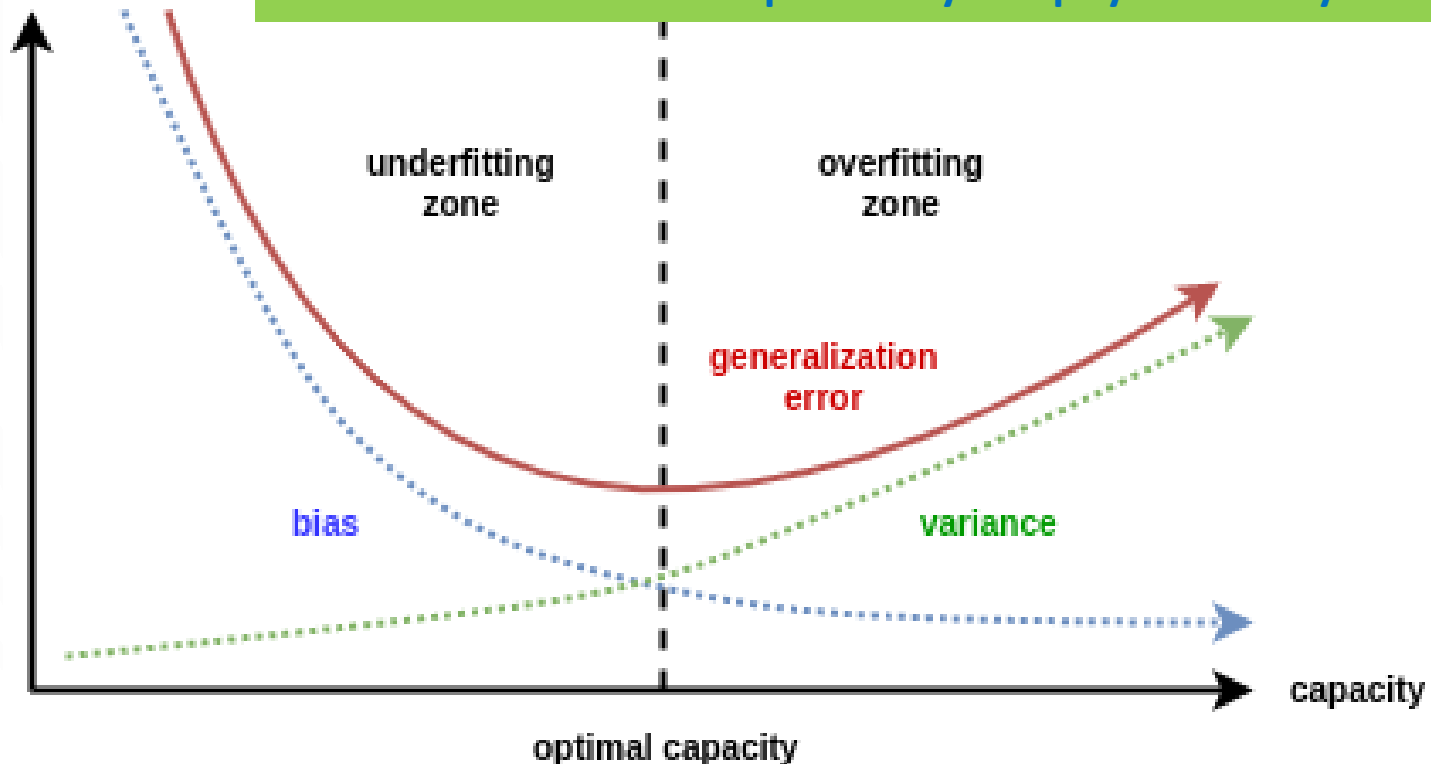 underfitting
zone
overfitting
zone
generalization
error
bias
variance
capacity
optimal capacity